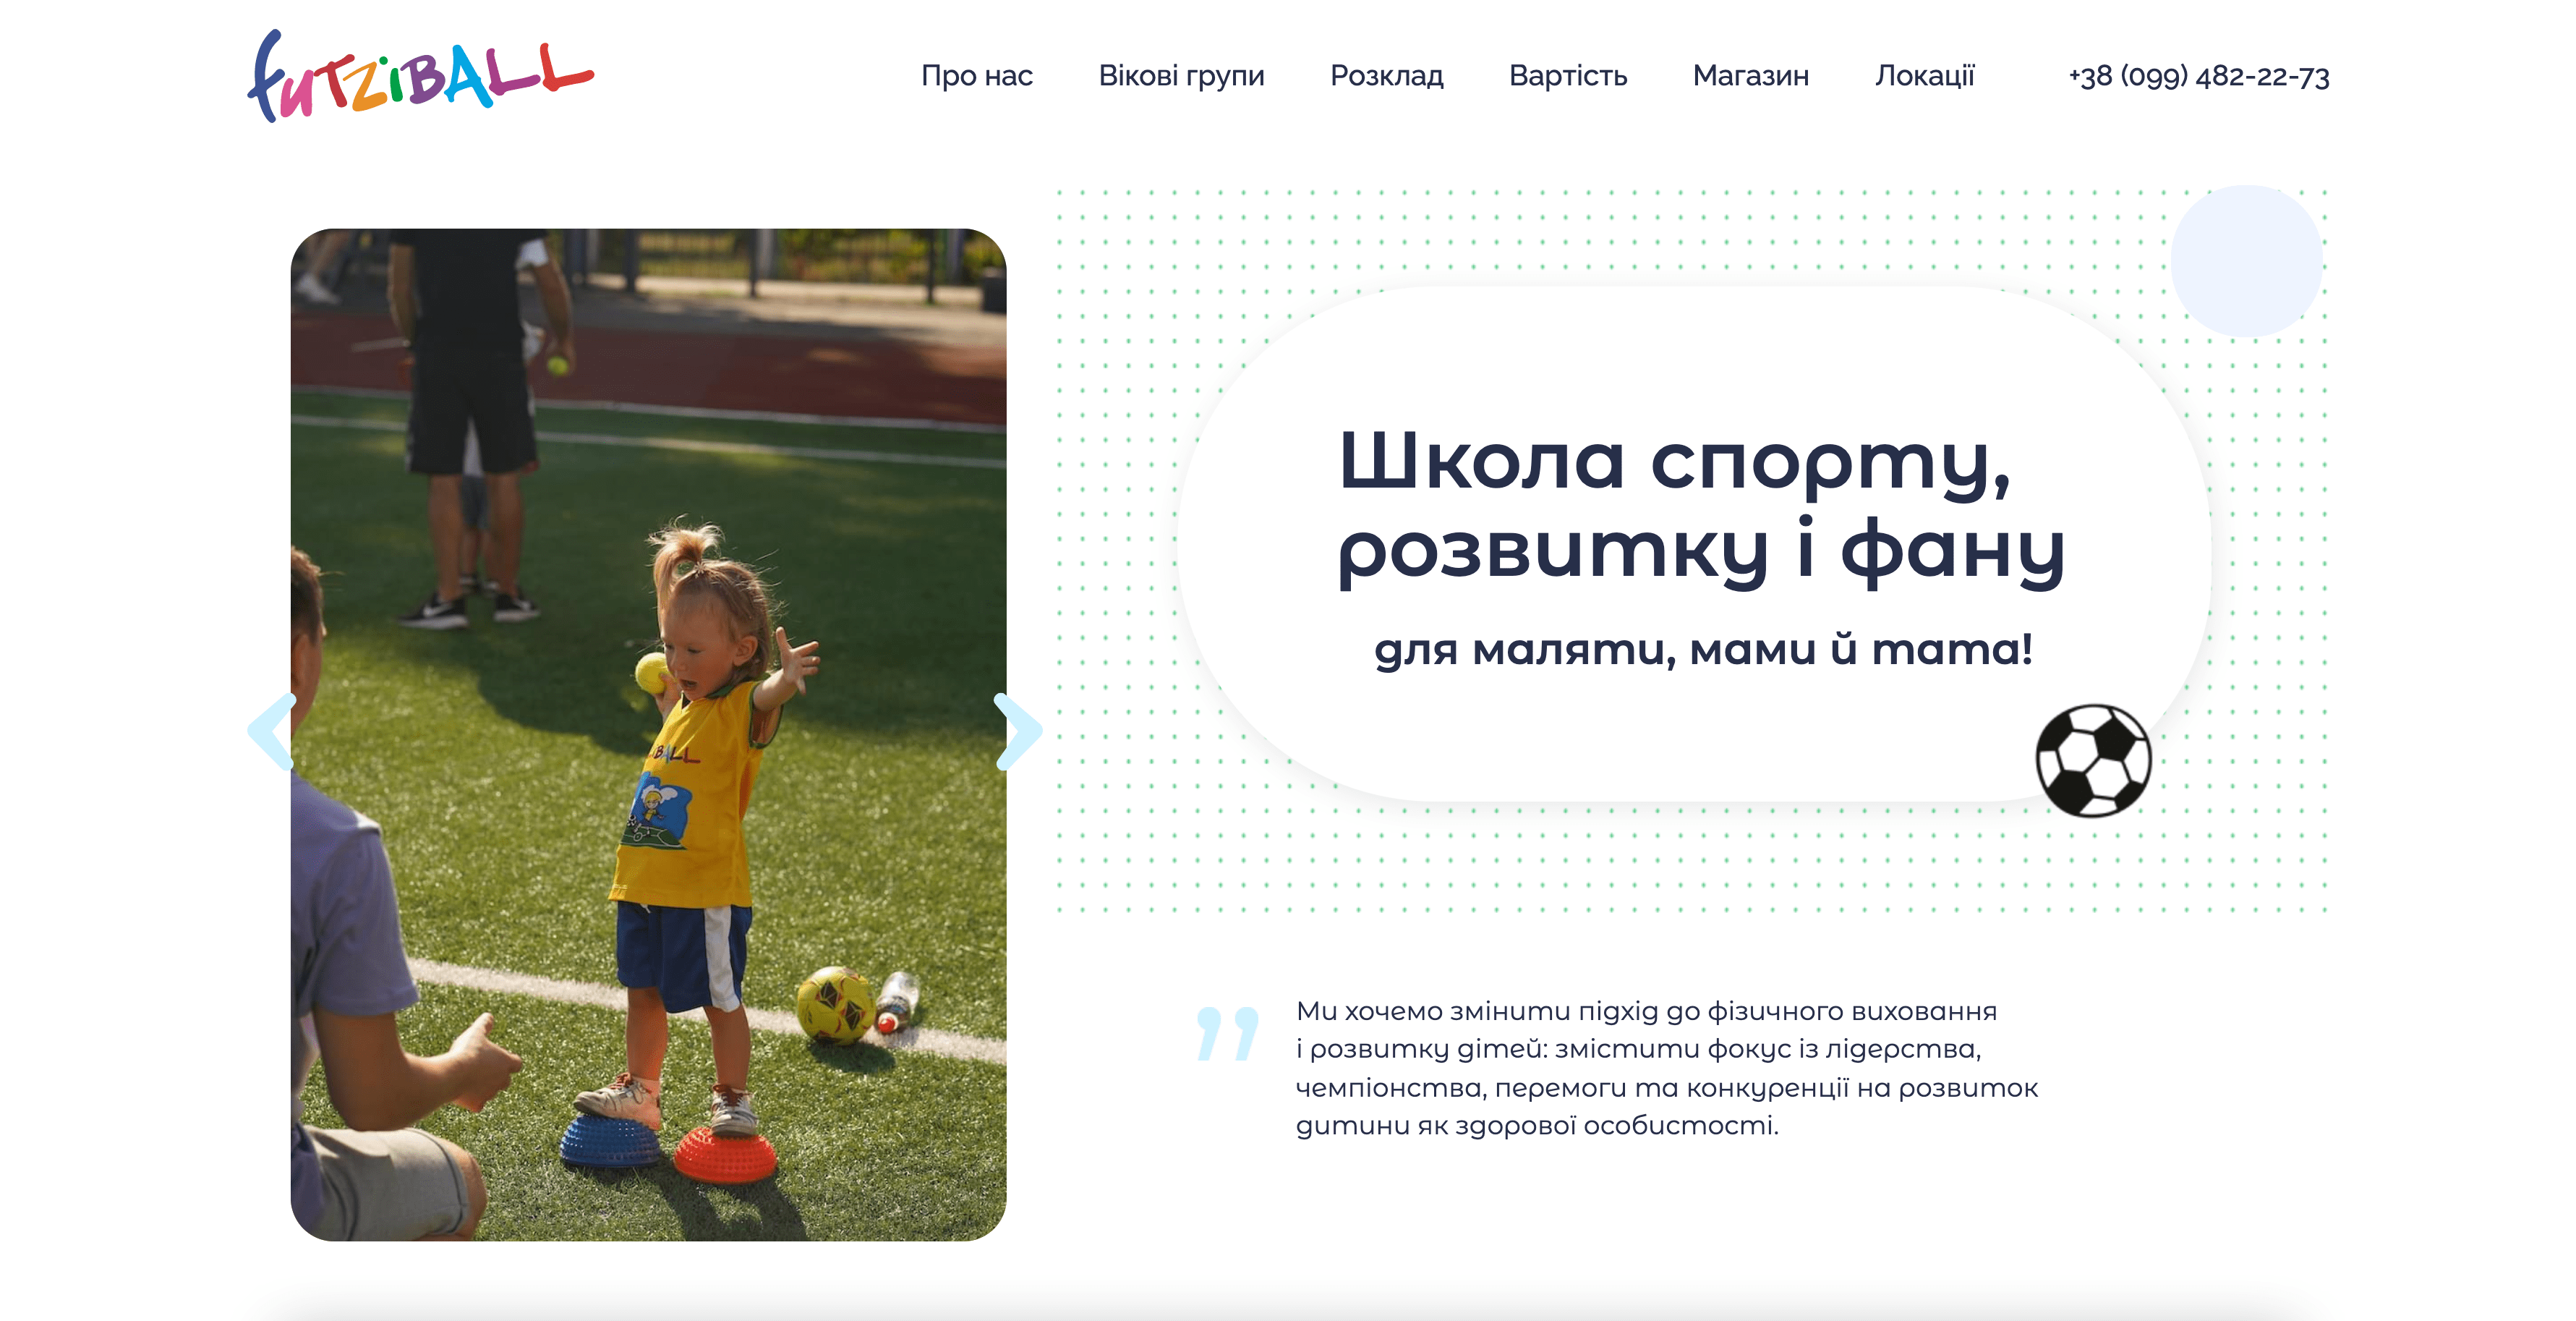 FUTZiBALL
Про нас
Вікові групи
Розклад
Вартість
Магазин
Локації
+38 (099) 482-22-73
Школа спорту,
розвитку і фану
для маляти, мами й тата!
Ми хочемо змінити підхід до фізичного виховання
і розвитку дітей: змістити фокус із лідерства,
чемпіонства, перемоги та конкуренції на розвиток
дитини як здорової особистості.